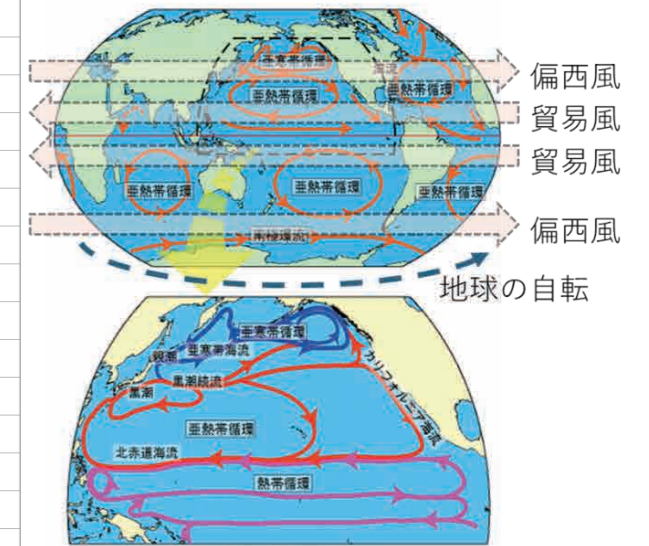 亜寒帯循環
亜熱帯循環
亜熱帯循環
偏西風
貿易風
貿易風
亜熱帯循環
亜熱帯循環
亜熱帯循環
偏西風
南極環流
地球の自転
亜寒帯循環
親潮
亜寒帯海流
黒潮続流
黒潮
カリフォルニア海流
亜熱帯循環
北赤道海流
熱帯循環